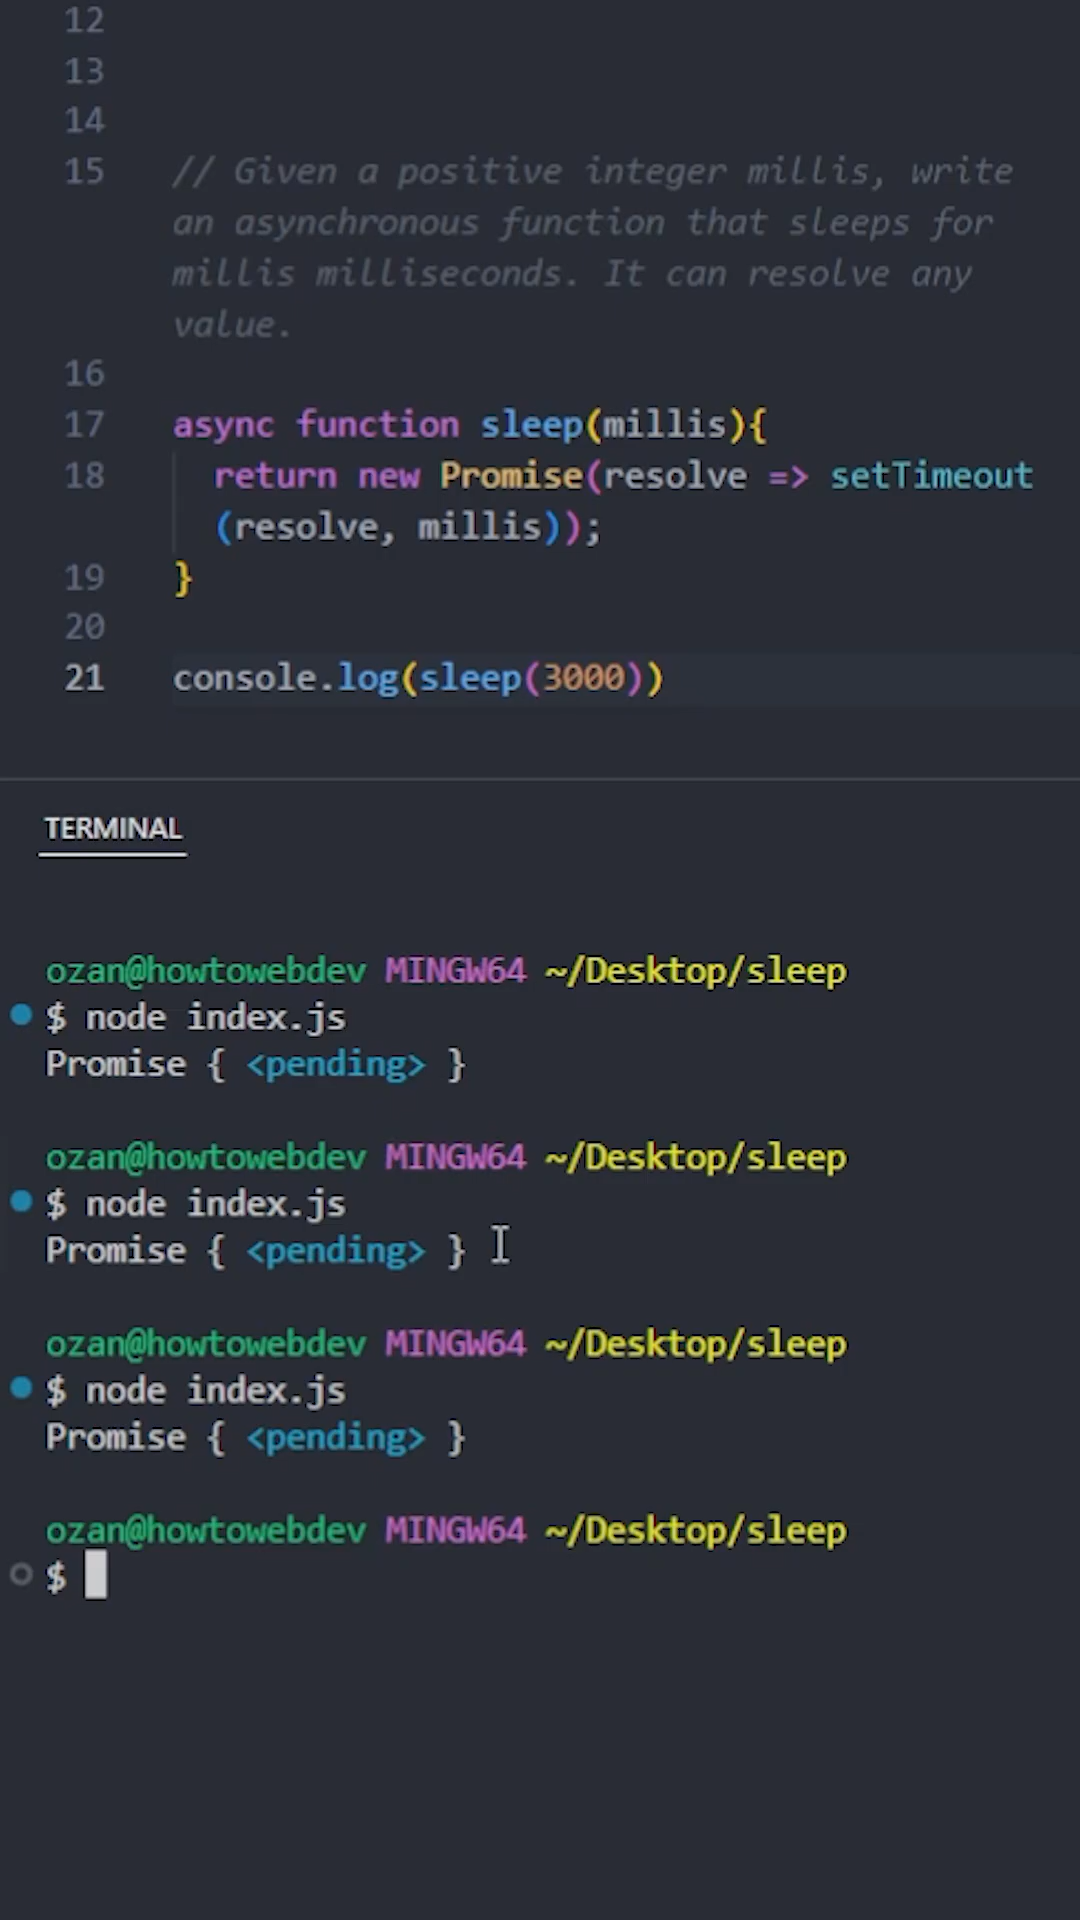 12
13
14
15 // Given a positive integer millis, write
an asynchronous function that sleeps for
millis milliseconds. It can resolve any
value.
16
17 async function sleep(millis){
18 return new Promise(resolve => setTimeout
(resolve, millis));
19 }
20
21 console.log(sleep(3000))
TERMINAL
ozan@howtowebdev MINGW64 ~/Desktop/sleep
$ node index.js
Promise { <pending> }
ozan@howtowebdev MINGW64 ~/Desktop/sleep
$ node index.js
Promise { <pending> }
ozan@howtowebdev MINGW64 ~/Desktop/sleep
$ node index.js
Promise { <pending> }
ozan@howtowebdev MINGW64 ~/Desktop/sleep
$